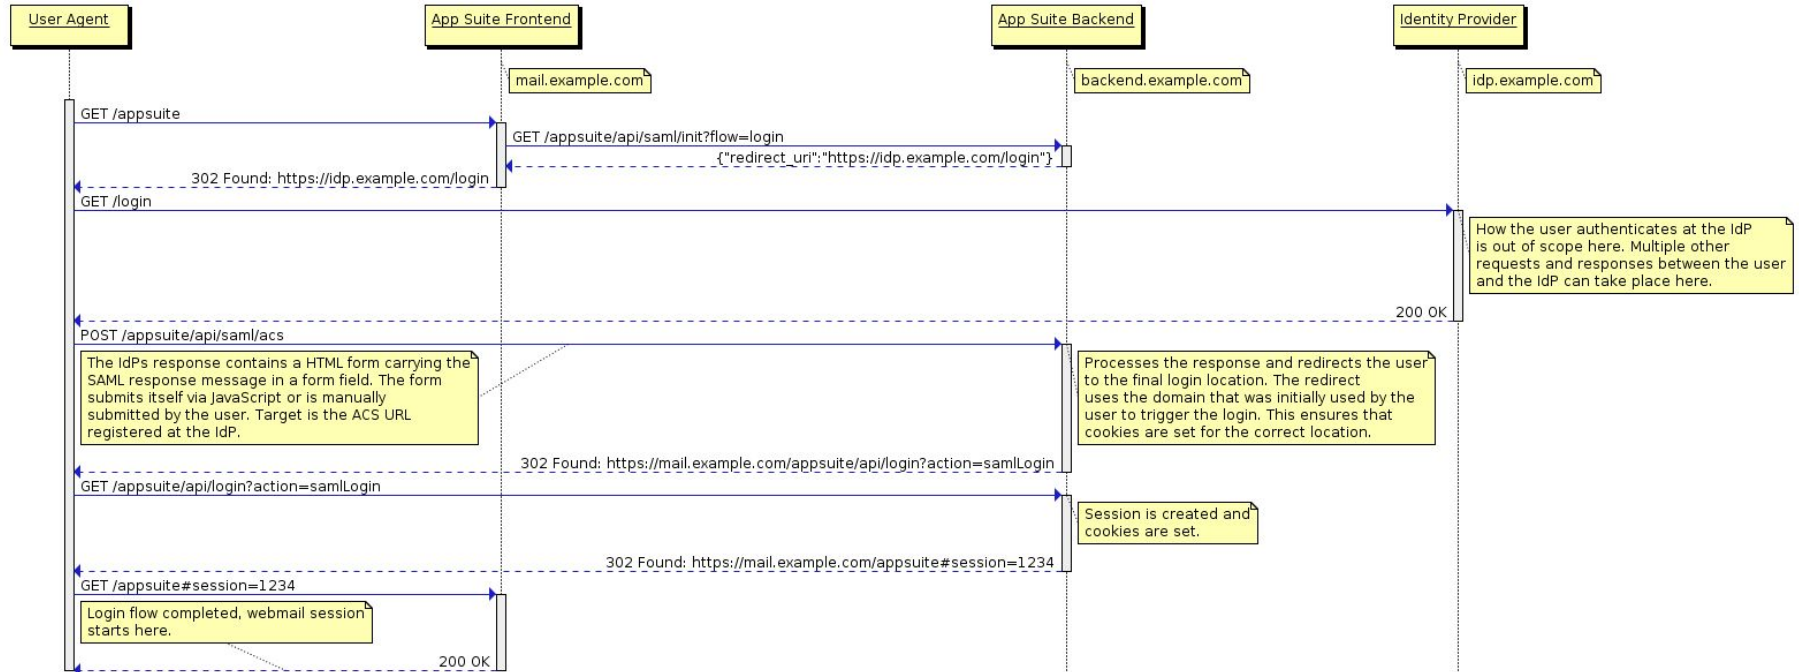 User Agent
App Suite Frontend
App Suite Backend
Identity Provider
mail.example.com
backend.example.com
idp.example.com
GET /appsuite
GET /appsuite/api/saml/init?flow=login
{"redirect_uri":"https://idp.example.com/login"}
302 Found: https://idp.example.com/login
GET /login
How the user authenticates at the IdP
is out of scope here. Multiple other
requests and responses between the user
and the IdP can take place here.
200 OK
POST /appsuite/api/saml/acs
The IdPs response contains a HTML form carrying the
SAML response message in a form field. The form
submits itself via JavaScript or is manually
submitted by the user. Target is the ACS URL
registered at the IdP.
Processes the response and redirects the user
to the final login location. The redirect
uses the domain that was initially used by the
user to trigger the login. This ensures that
cookies are set for the correct location.
302 Found: https://mail.example.com/appsuite/api/login?action=samlLogin
GET /appsuite/api/login?action=samlLogin
Session is created and
cookies are set.
302 Found: https://mail.example.com/appsuite#session=1234
GET /appsuite#session=1234
Login flow completed, webmail session
starts here.
200 OK